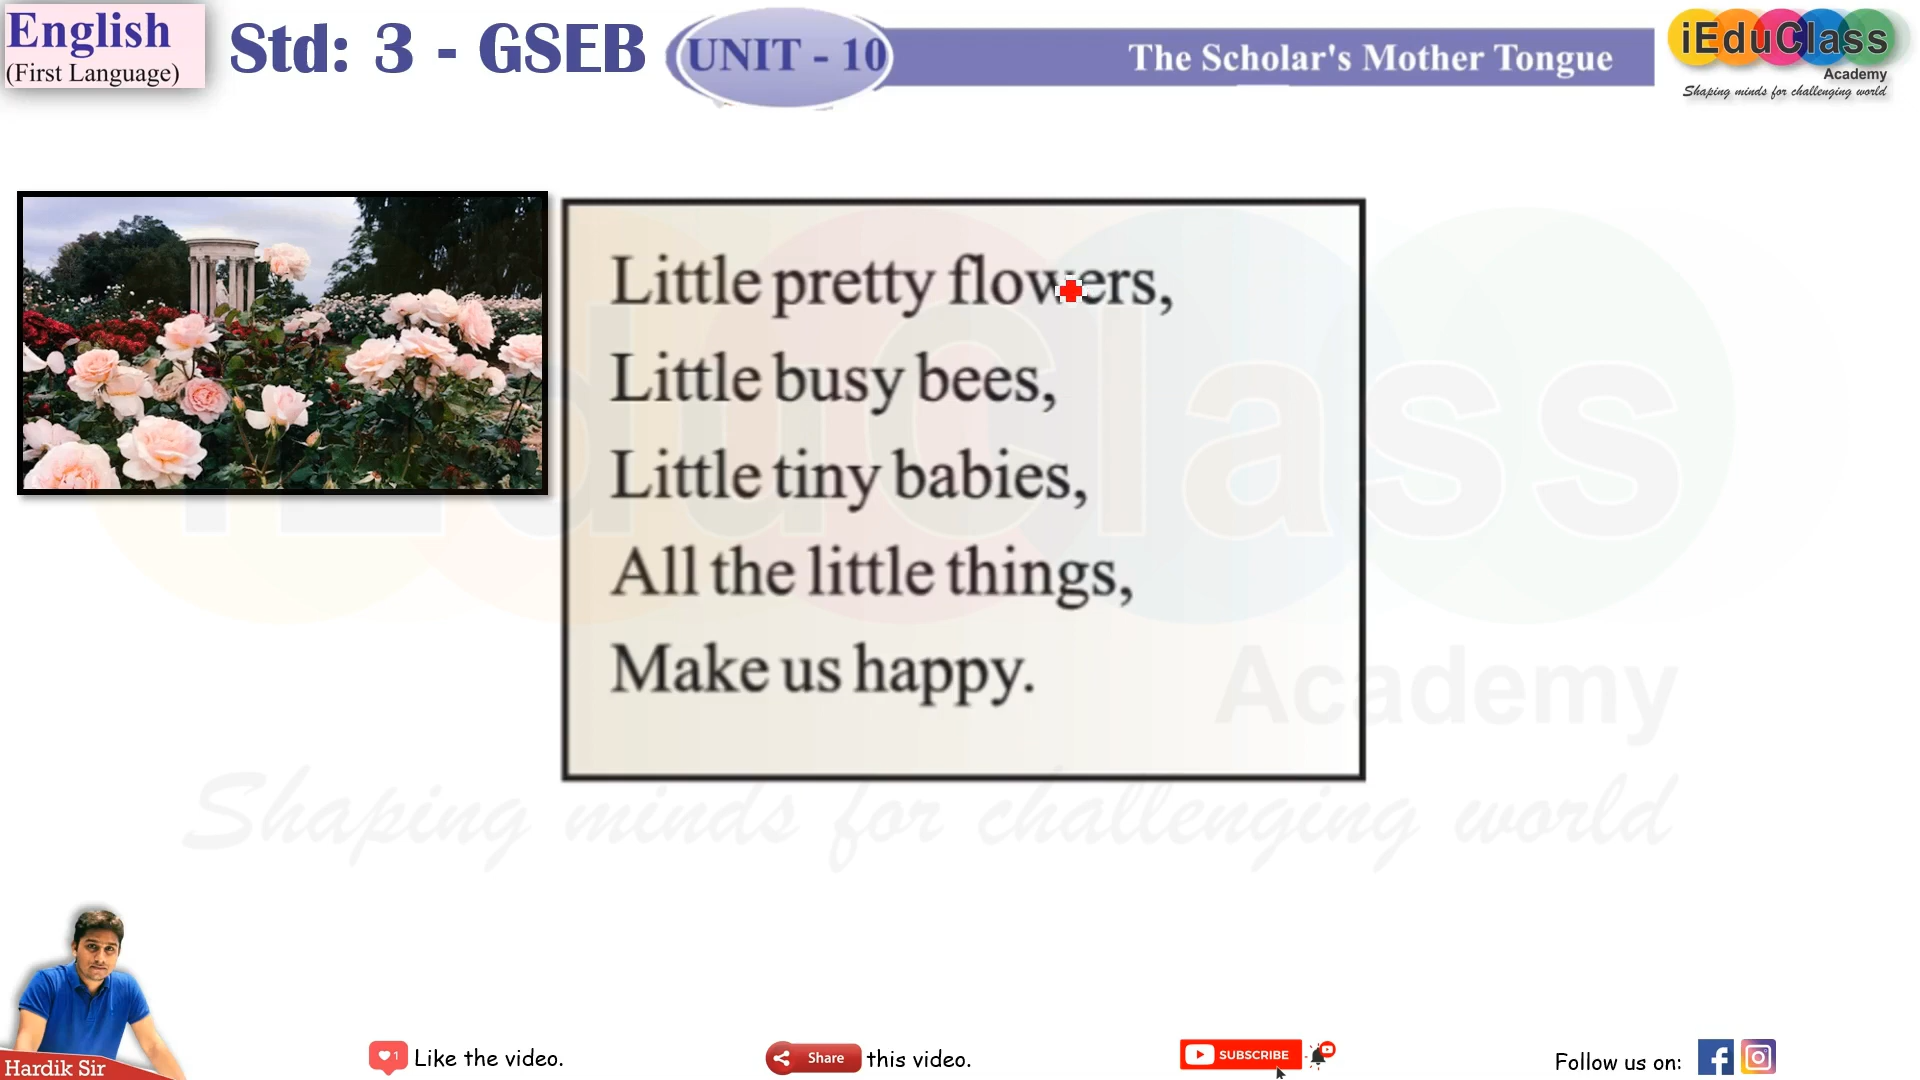 English
(First Language)
Std: 3 - GSEB
UNIT - 10
The Scholar's Mother Tongue
iEduClass
Academy
Shaping minds for challenging world
Little pretty flowers,
Little busy bees,
Little tiny babies,
All the little things,
Make us happy.
iEduClass
Academy
Shaping minds for challenging world
Hardik Sir
1
Like the video.
Share
this video.
SUBSCRIBE
Follow us on: